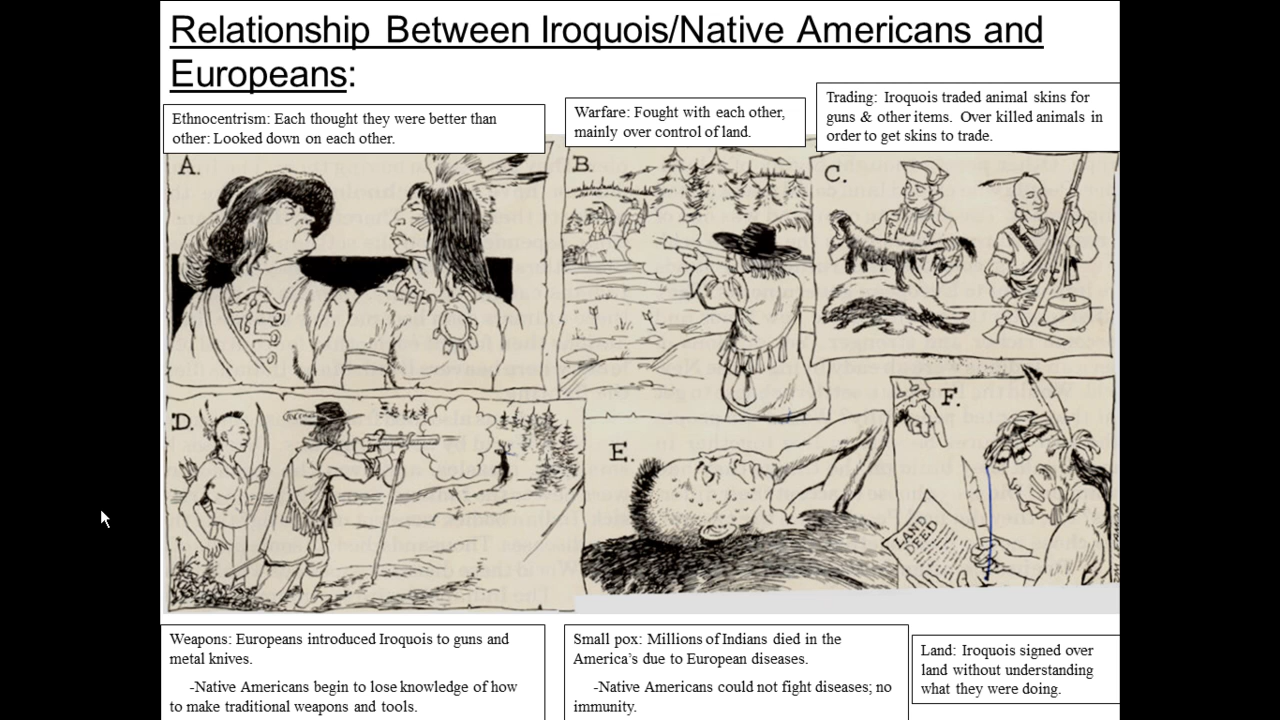 Relationship Between Iroquois/Native Americans and
Europeans:
Ethnocentrism: Each thought they were better than
other: Looked down on each other.
Warfare: Fought with each other,
mainly over control of land.
Trading: Iroquois traded animal skins for
guns & other items. Over killed animals in
order to get skins to trade.
A.
B.
C.
D.
E.
F.
LAND
DEED
Weapons: Europeans introduced Iroquois to guns and
metal knives.
-Native Americans begin to lose knowledge of how
to make traditional weapons and tools.
Small pox: Millions of Indians died in the
America's due to European diseases.
-Native Americans could not fight diseases; no
immunity.
Land: Iroquois signed over
land without understanding
what they were doing.